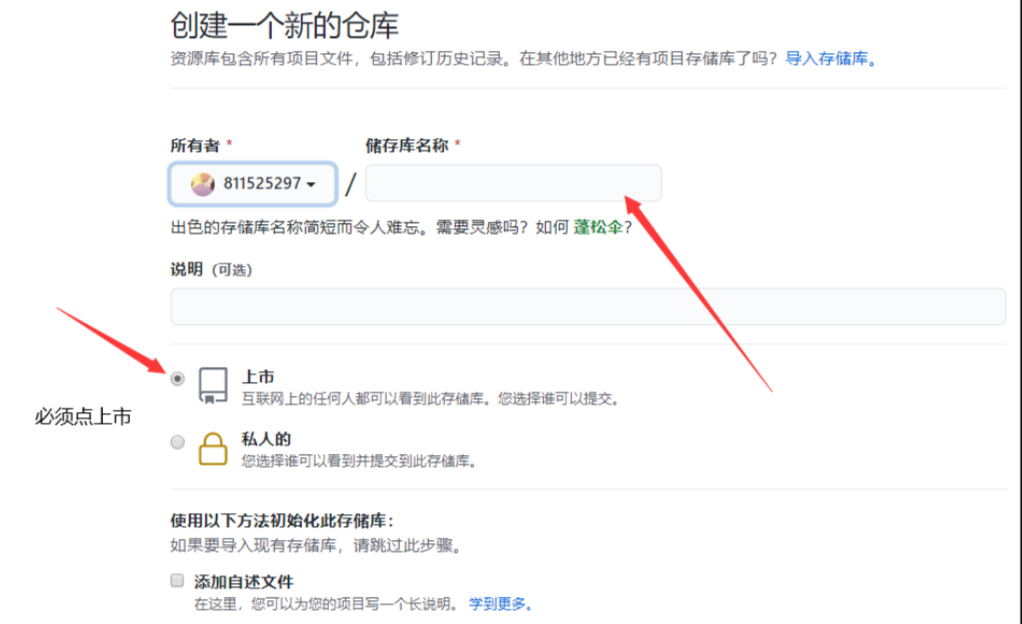 创建一个新的仓库
资源库包含所有项目文件，包括修订历史记录。在其他地方已经有项目存储库了吗？导入存储库。
所有者 * 储存库名称 *
811525297 /
出色的存储库名称简短而令人难忘。需要灵感吗？如何 蓬松伞？
说明 (可选)
上市
互联网上的任何人都可以看到此存储库。您选择谁可以提交。
必须点上市
私人的
您选择谁可以看到并提交到此存储库。
使用以下方法初始化此存储库：
如果要导入现有存储库，请跳过此步骤。
添加自述文件
在这里，您可以为您的项目写一个长说明。 学到更多。